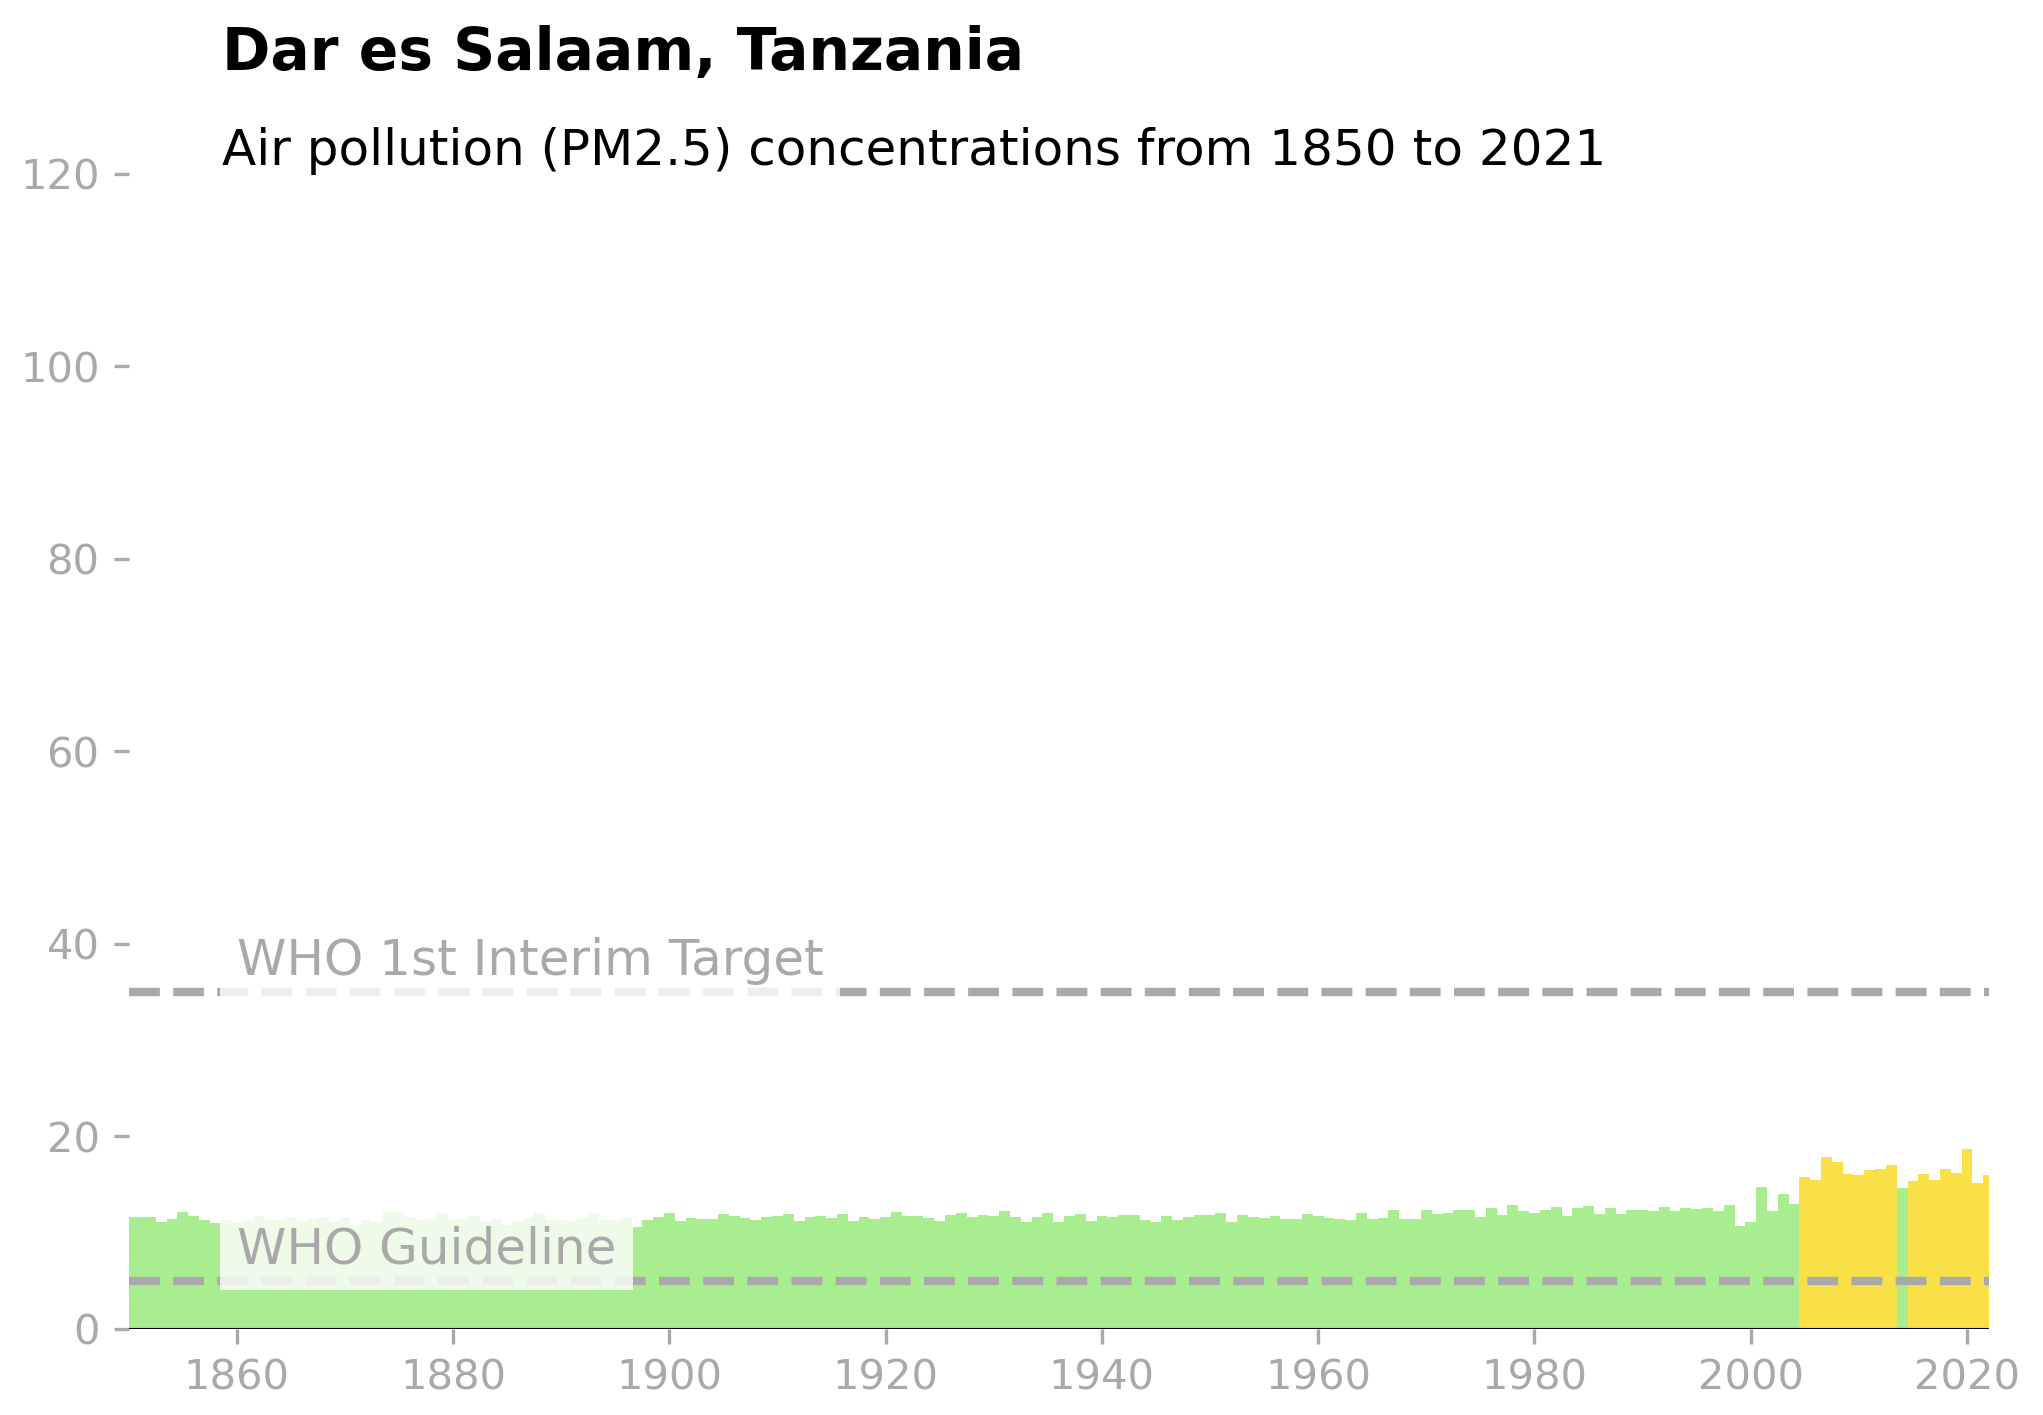 Dar es Salaam, Tanzania
Air pollution (PM2.5) concentrations from 1850 to 2021
120
100
80
60
40
WHO 1st Interim Target
20
WHO Guideline
0
1860 1880 1900 1920 1940 1960 1980 2000 2020